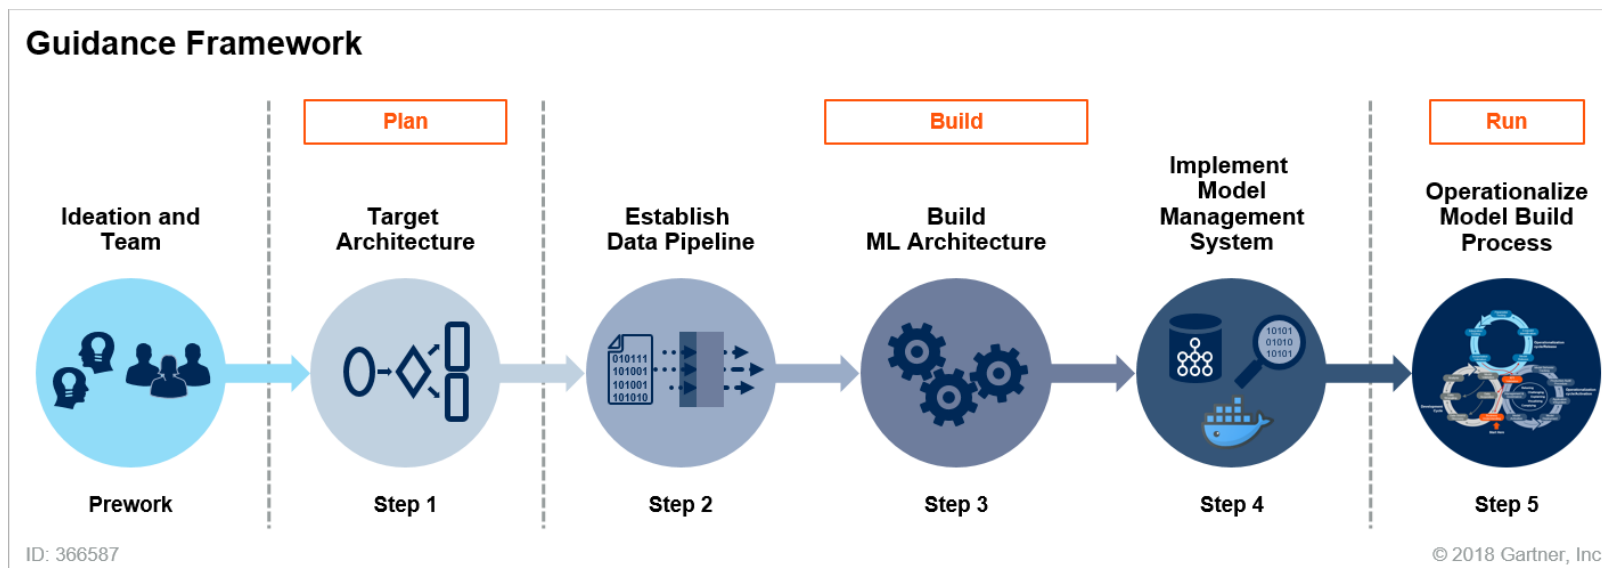 Guidance Framework
Plan
Build
Run
Ideation and
Team
Target
Architecture
Establish
Data Pipeline
Build
ML Architecture
Implement
Model
Management
System
Operationalize
Model Build
Process
010111
101001
101001
101010
10101
01010
10101
Prework
Step 1
Step 2
Step 3
Step 4
Step 5
ID: 366587
© 2018 Gartner, Inc